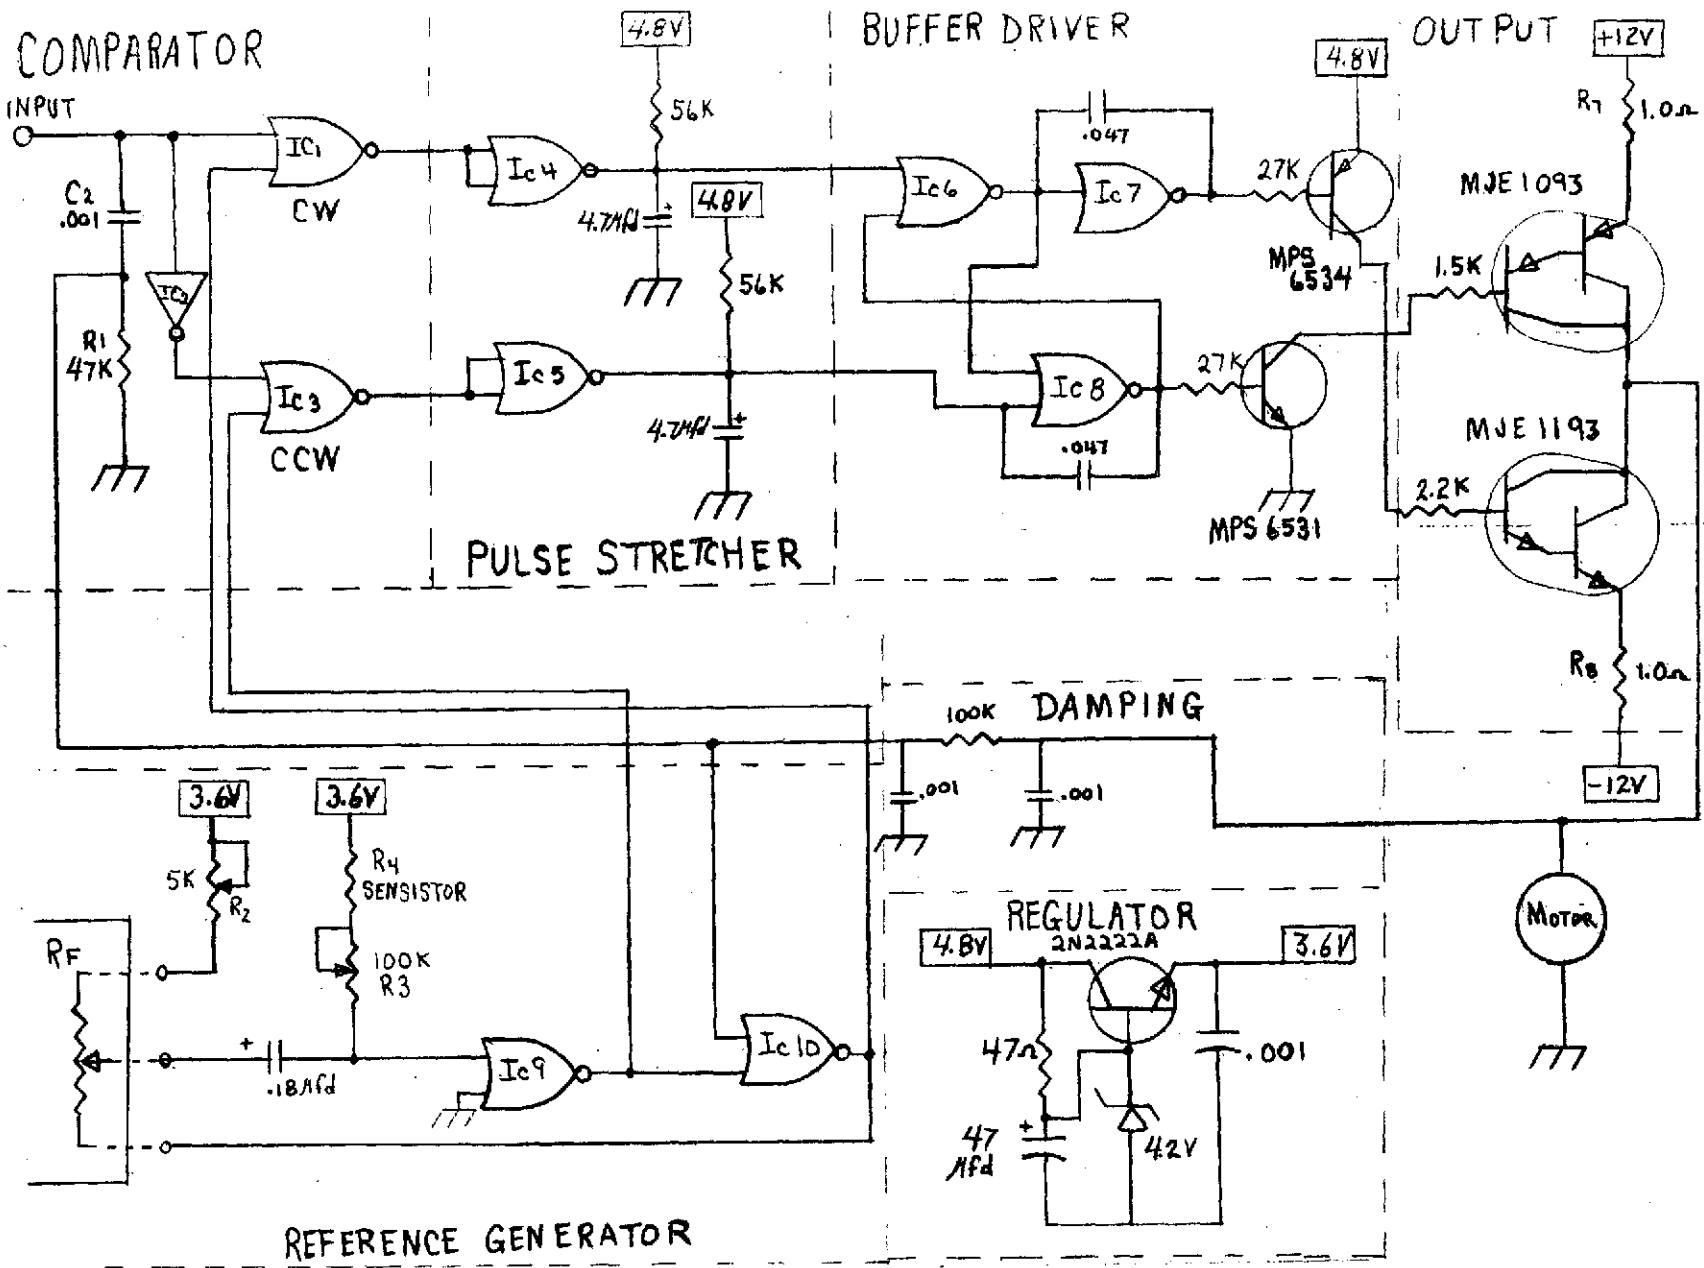 COMPARATOR
INPUT
C2
.001
R1
47K
IC1
CW
IC2
IC3
CCW
4.8V
56K
IC4
4.7Mfd
+
4.8V
56K
IC5
4.7Mfd
+
PULSE STRETCHER
BUFFER DRIVER
.047
IC6
IC7
27K
4.8V
MPS
6534
IC8
.047
27K
MPS 6531
OUTPUT
+12V
R7
1.0Ω
MJE1093
1.5K
MJE1193
2.2K
R8
1.0Ω
-12V
MOTOR
DAMPING
100K
.001
.001
3.6V
5K
R2
3.6V
R4
SENSISTOR
100K
R3
RF
+
.18Mfd
IC9
IC10
REFERENCE GENERATOR
REGULATOR
4.8V
2N2222A
3.6V
47Ω
+
47
Mfd
4.2V
.001